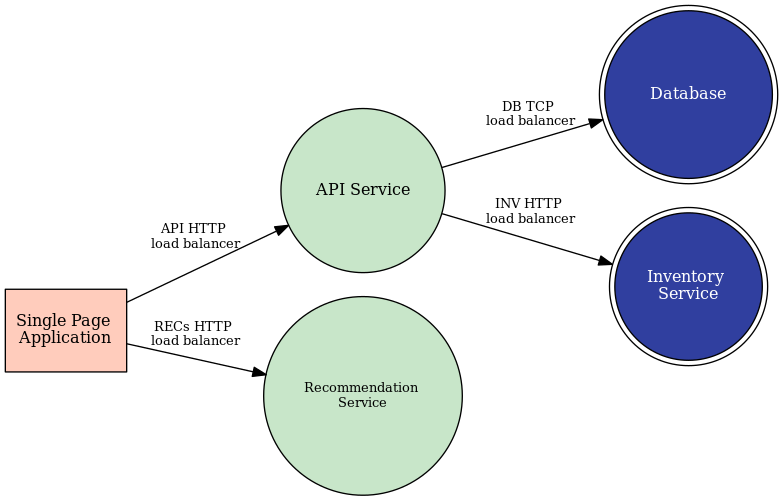 Single Page
Application
API HTTP
load balancer
RECs HTTP
load balancer
API Service
Recommendation
Service
DB TCP
load balancer
INV HTTP
load balancer
Database
Inventory
Service